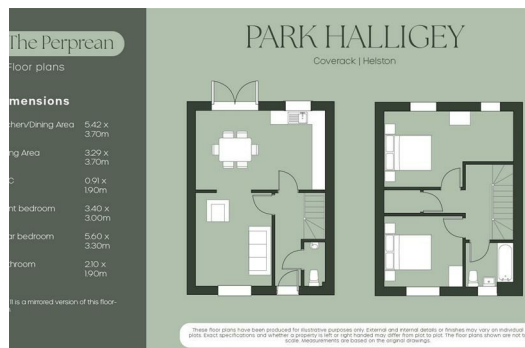 The Perprean
Floor plans
mensions
chen/Dining Area 5.42 x
3.70m
ng Area 3.29 x
3.70m
C 0.91 x
1.90m
nt bedroom 3.40 x
3.00m
ar bedroom 5.60 x
3.30m
throom 2.10 x
1.90m
11 is a mirrored version of this floor-
PARK HALLIGEY
Coverack | Helston
These floor plans have been produced for illustrative purposes only. External and internal details or finishes may vary on individual
plots. Exact specifications and whether a property is left or right handed may differ from plot to plot. The floor plans shown are not t
scale. Measurements are based on the original drawings.